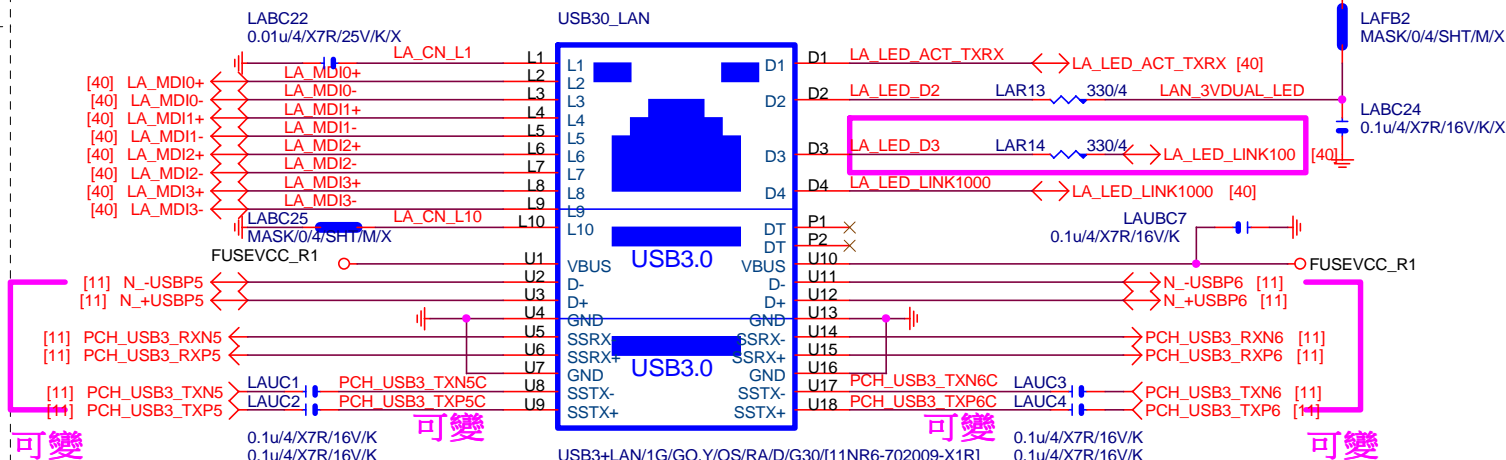 LABC22
0.01u/4/X7R/25V/K/X
USB30_LAN
LAFB2
MASK/0/4/SHT/M/X
LA_CN_L1 L1 L1
D1 D1 LA_LED_ACT_TXRX LA_LED_ACT_TXRX [40]
[40] LA_MDI0+ LA_MDI0+ L2 L2
[40] LA_MDI0- LA_MDI0- L3 L3
D2 D2 LA_LED_D2 LAR13 330/4 LAN_3VDUAL_LED
[40] LA_MDI1+ LA_MDI1+ L4 L4
LABC24
0.1u/4/X7R/16V/K/X
[40] LA_MDI1- LA_MDI1- L5 L5
[40] LA_MDI2+ LA_MDI2+ L6 L6
D3 D3 LA_LED_D3 LAR14 330/4 LA_LED_LINK100 [40]
[40] LA_MDI2- LA_MDI2- L7 L7
[40] LA_MDI3+ LA_MDI3+ L8 L8
D4 D4 LA_LED_LINK1000 LA_LED_LINK1000 [40]
[40] LA_MDI3- LA_MDI3- L9 L9
LABC25 LA_CN_L10 L10 L10
MASK/0/4/SHT/M/X
DT P1
DT P2
LAUBC7
0.1u/4/X7R/16V/K
FUSEVCC_R1 U1 VBUS
USB3.0
VBUS U10 FUSEVCC_R1
[11] N_-USBP5 U2 D-
D- U11 N_-USBP6 [11]
[11] N_+USBP5 U3 D+
D+ U12 N_+USBP6 [11]
U4 GND
GND U13
[11] PCH_USB3_RXN5 U5 SSRX-
SSRX- U14 PCH_USB3_RXN6 [11]
[11] PCH_USB3_RXP5 U6 SSRX+
SSRX+ U15 PCH_USB3_RXP6 [11]
USB3.0
U7 GND
GND U16
[11] PCH_USB3_TXN5 LAUC1 PCH_USB3_TXN5C U8 SSTX-
SSTX- U17 PCH_USB3_TXN6C LAUC3 PCH_USB3_TXN6 [11]
[11] PCH_USB3_TXP5 LAUC2 PCH_USB3_TXP5C U9 SSTX+
SSTX+ U18 PCH_USB3_TXP6C LAUC4 PCH_USB3_TXP6 [11]
可變
可變
可變
可變
0.1u/4/X7R/16V/K
0.1u/4/X7R/16V/K
0.1u/4/X7R/16V/K
0.1u/4/X7R/16V/K
USB3+LAN/1G/GO,Y/OS/RA/D/G30/[11NR6-702009-X1R]